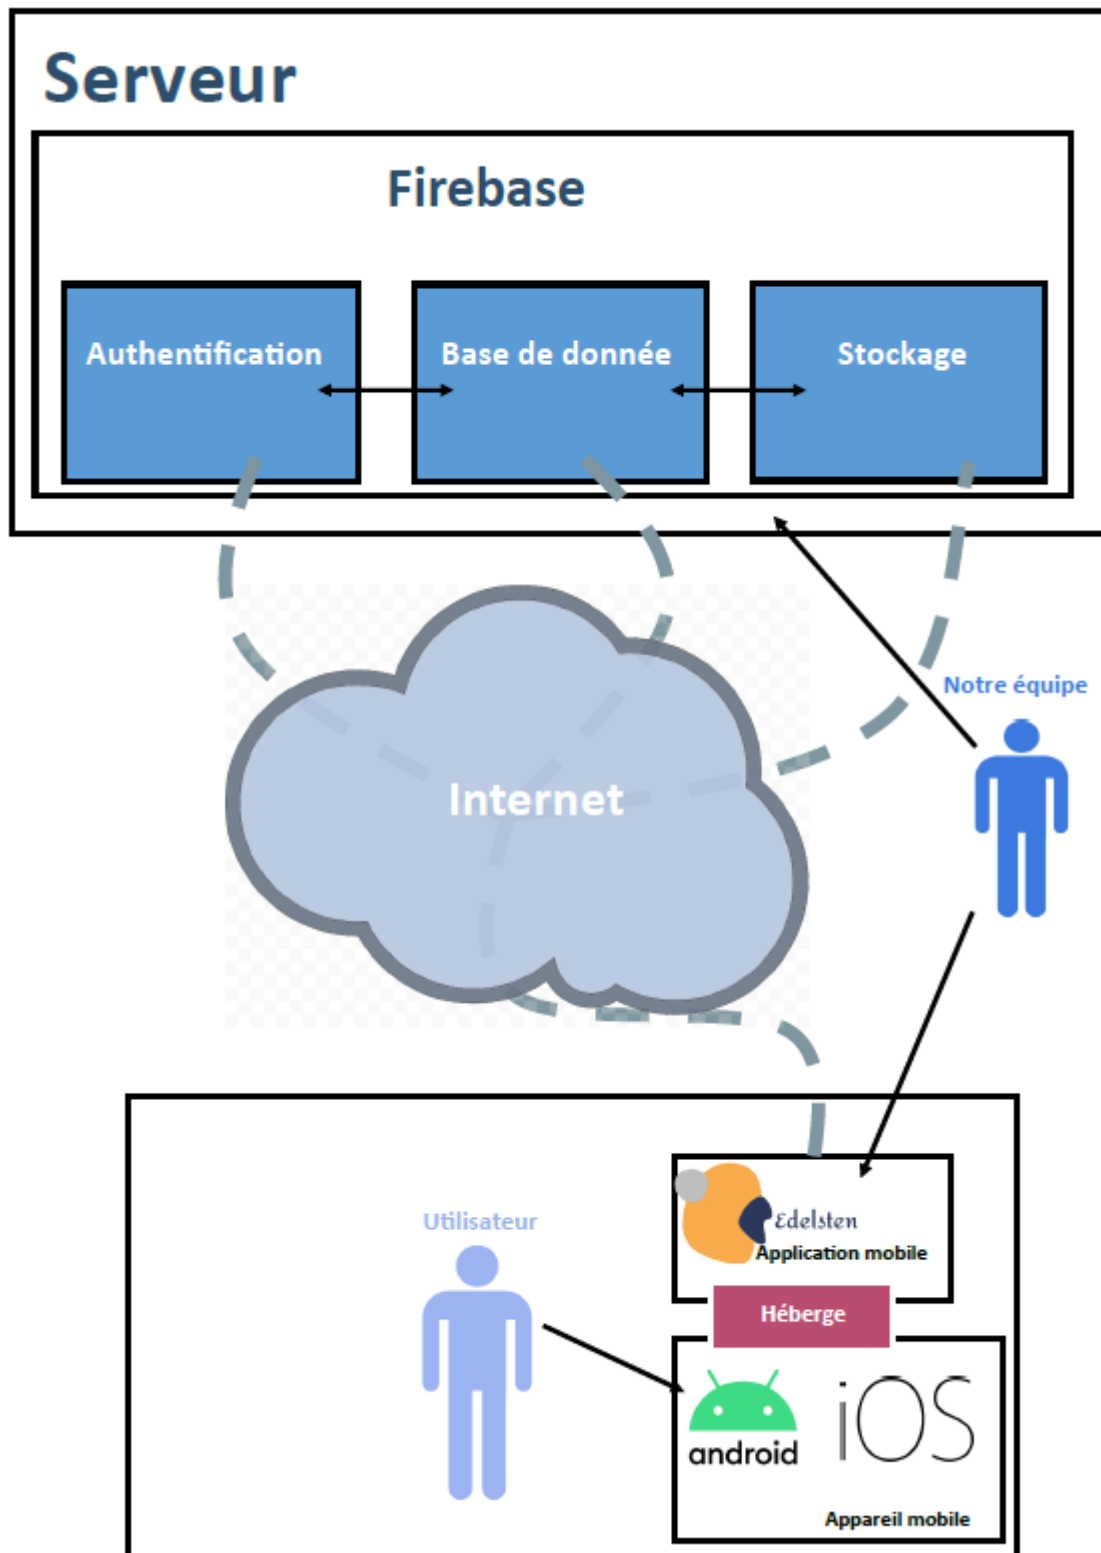 Serveur
Firebase
Authentification
Base de donnée
Stockage
Notre équipe
Internet
Utilisateur
Edelsten
Application mobile
Héberge
android
iOS
Appareil mobile